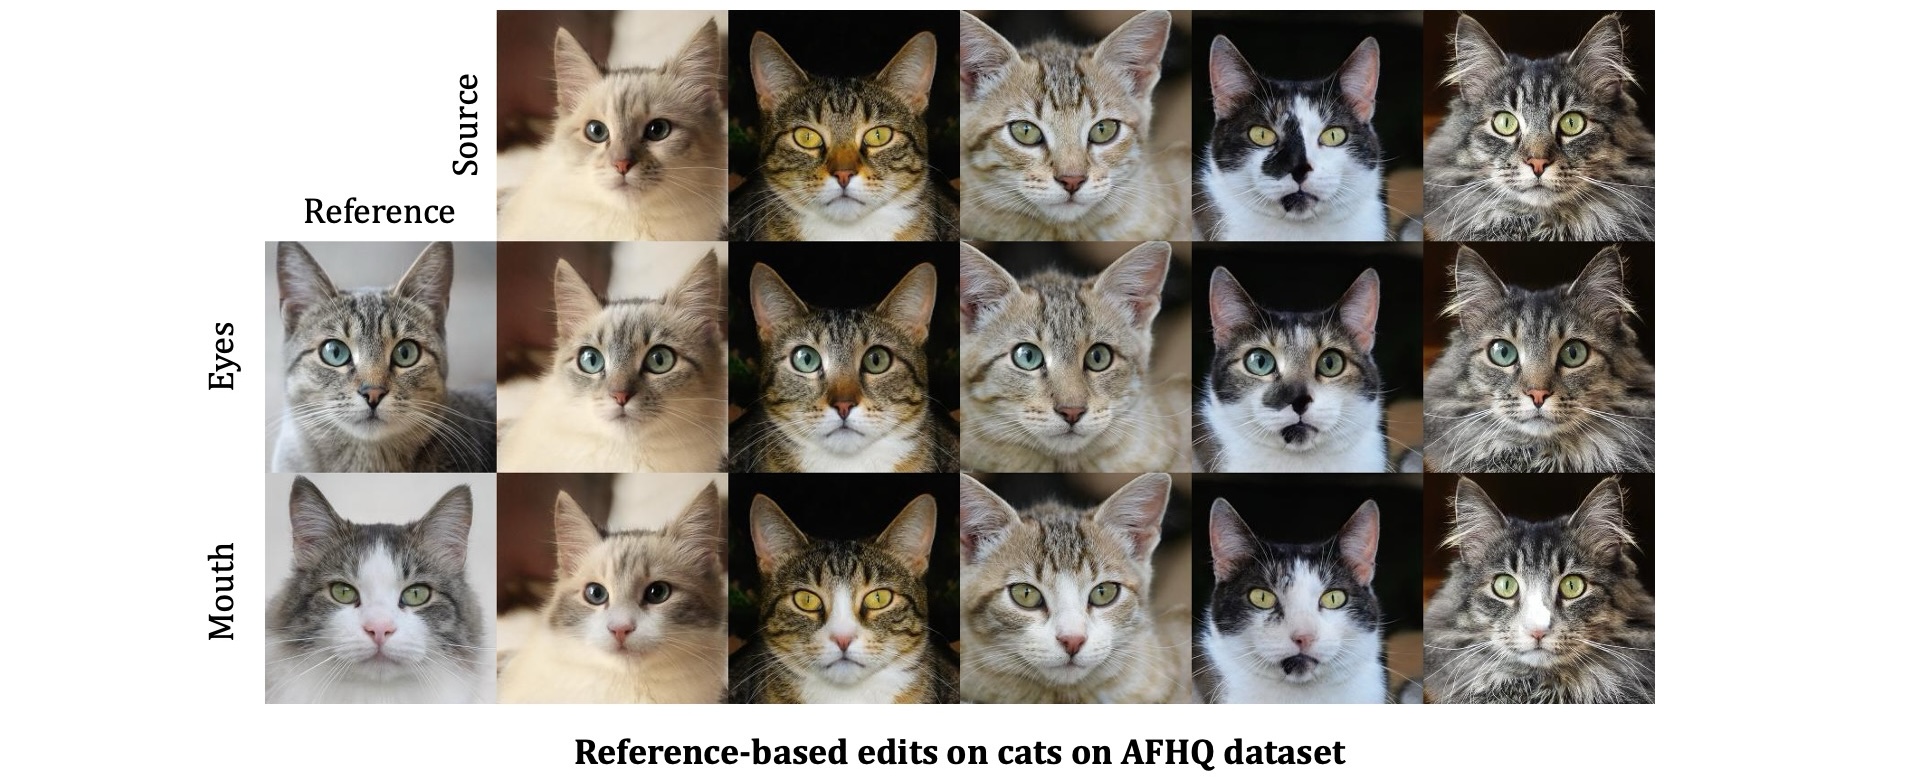 Source
Reference
Eyes
Mouth
Reference-based edits on cats on AFHQ dataset